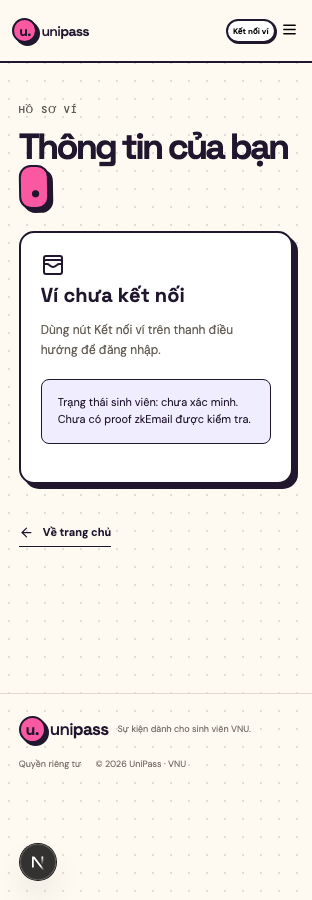 u. unipass
Kết nối ví
HỒ SƠ VÍ
Thông tin của bạn
.
Ví chưa kết nối
Dùng nút Kết nối ví trên thanh điều
hướng để đăng nhập.
Trạng thái sinh viên: chưa xác minh.
Chưa có proof zkEmail được kiểm tra.
← Về trang chủ
u. unipass Sự kiện dành cho sinh viên VNU.
Quyền riêng tư © 2026 UniPass · VNU
N